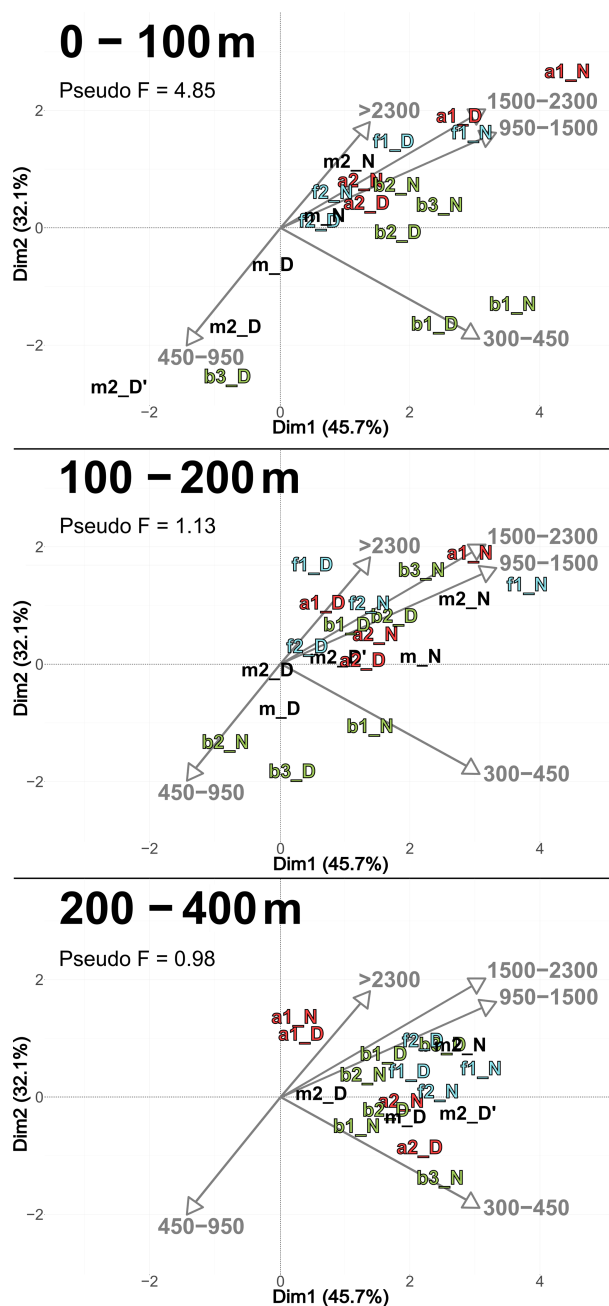 0 − 100 m
Pseudo F = 4.85
a1_N
>2300
1500−2300
a1_D
f1_N
950−1500
f1_D
m2_N
a2_N
b2_N
f2_N
a2_D
b3_N
m_N
f2_D
b2_D
m_D
b1_N
m2_D
b1_D
300−450
450−950
b3_D
m2_D'
2
0
−2
Dim2 (32.1%)
−2
0
2
4
Dim1 (45.7%)
100 − 200 m
Pseudo F = 1.13
>2300
1500−2300
a1_N
f1_D
b3_N
950−1500
f1_N
a1_D
f2_N
m2_N
b1_D
b2_D
a2_N
f2_D
m2_D'
a2_D
m_N
m2_D
m_D
b1_N
b2_N
b3_D
450−950
300−450
2
0
−2
Dim2 (32.1%)
−2
0
2
4
Dim1 (45.7%)
200 − 400 m
Pseudo F = 0.98
>2300
1500−2300
950−1500
a1_N
a1_D
f2_D
m2_N
b1_D
b2_N
f1_D
f1_N
m2_D
f2_N
a2_N
b2_D
m_D
m2_D'
b1_N
a2_D
b3_N
300−450
450−950
2
0
−2
Dim2 (32.1%)
−2
0
2
4
Dim1 (45.7%)